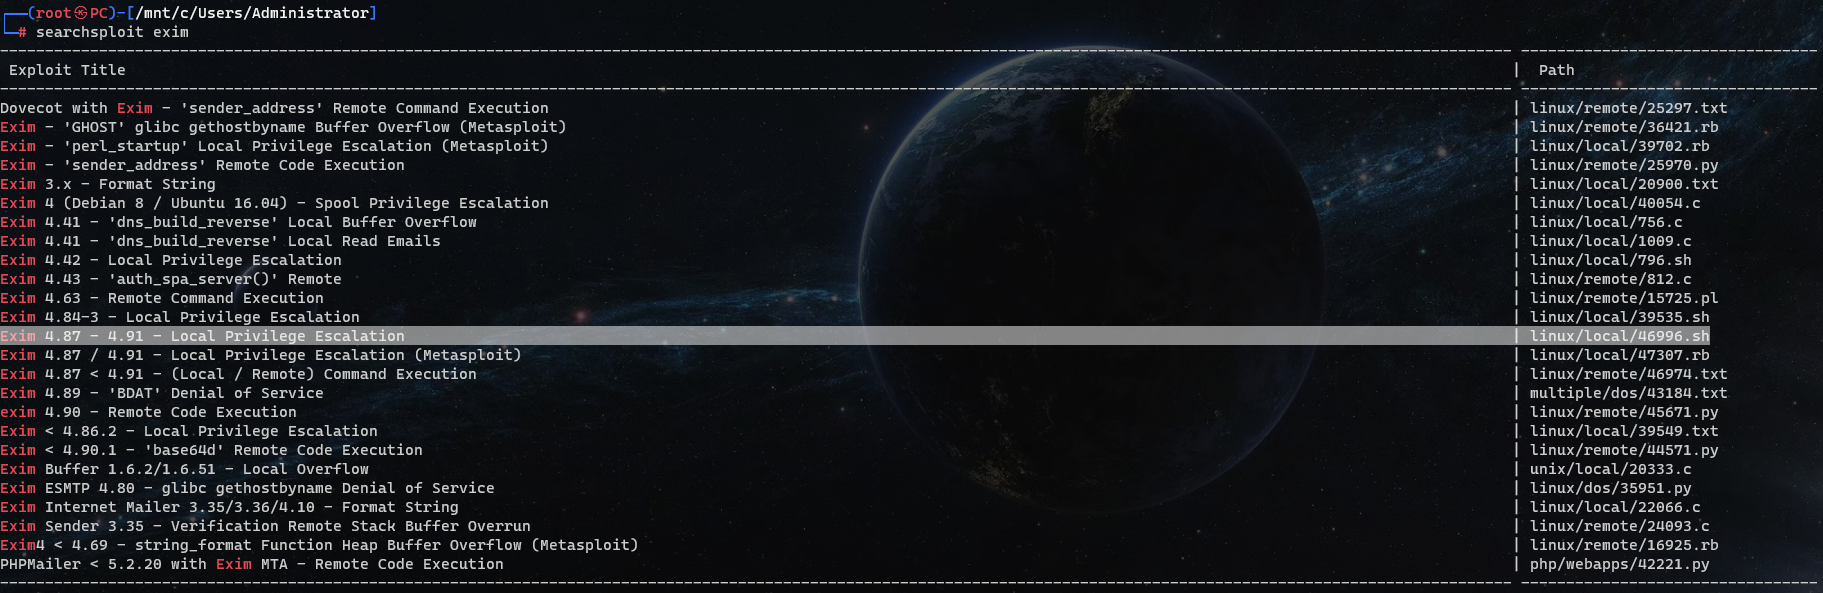 ┌──(root㉿PC)-[/mnt/c/Users/Administrator]
└─# searchsploit exim
Exploit Title | Path
Dovecot with Exim - 'sender_address' Remote Command Execution | linux/remote/25297.txt
Exim - 'GHOST' glibc gethostbyname Buffer Overflow (Metasploit) | linux/remote/36421.rb
Exim - 'perl_startup' Local Privilege Escalation (Metasploit) | linux/local/39702.rb
Exim - 'sender_address' Remote Code Execution | linux/remote/25970.py
Exim 3.x - Format String | linux/local/20900.txt
Exim 4 (Debian 8 / Ubuntu 16.04) - Spool Privilege Escalation | linux/local/40054.c
Exim 4.41 - 'dns_build_reverse' Local Buffer Overflow | linux/local/756.c
Exim 4.41 - 'dns_build_reverse' Local Read Emails | linux/local/1009.c
Exim 4.42 - Local Privilege Escalation | linux/local/796.sh
Exim 4.43 - 'auth_spa_server()' Remote | linux/remote/812.c
Exim 4.63 - Remote Command Execution | linux/remote/15725.pl
Exim 4.84-3 - Local Privilege Escalation | linux/local/39535.sh
Exim 4.87 - 4.91 - Local Privilege Escalation | linux/local/46996.sh
Exim 4.87 / 4.91 - Local Privilege Escalation (Metasploit) | linux/local/47307.rb
Exim 4.87 < 4.91 - (Local / Remote) Command Execution | linux/remote/46974.txt
Exim 4.89 - 'BDAT' Denial of Service | multiple/dos/43184.txt
exim 4.90 - Remote Code Execution | linux/remote/45671.py
Exim < 4.86.2 - Local Privilege Escalation | linux/local/39549.txt
Exim < 4.90.1 - 'base64d' Remote Code Execution | linux/remote/44571.py
Exim Buffer 1.6.2/1.6.51 - Local Overflow | unix/local/20333.c
Exim ESMTP 4.80 - glibc gethostbyname Denial of Service | linux/dos/35951.py
Exim Internet Mailer 3.35/3.36/4.10 - Format String | linux/local/22066.c
Exim Sender 3.35 - Verification Remote Stack Buffer Overrun | linux/remote/24093.c
Exim4 < 4.69 - string_format Function Heap Buffer Overflow (Metasploit) | linux/remote/16925.rb
PHPMailer < 5.2.20 with Exim MTA - Remote Code Execution | php/webapps/42221.py